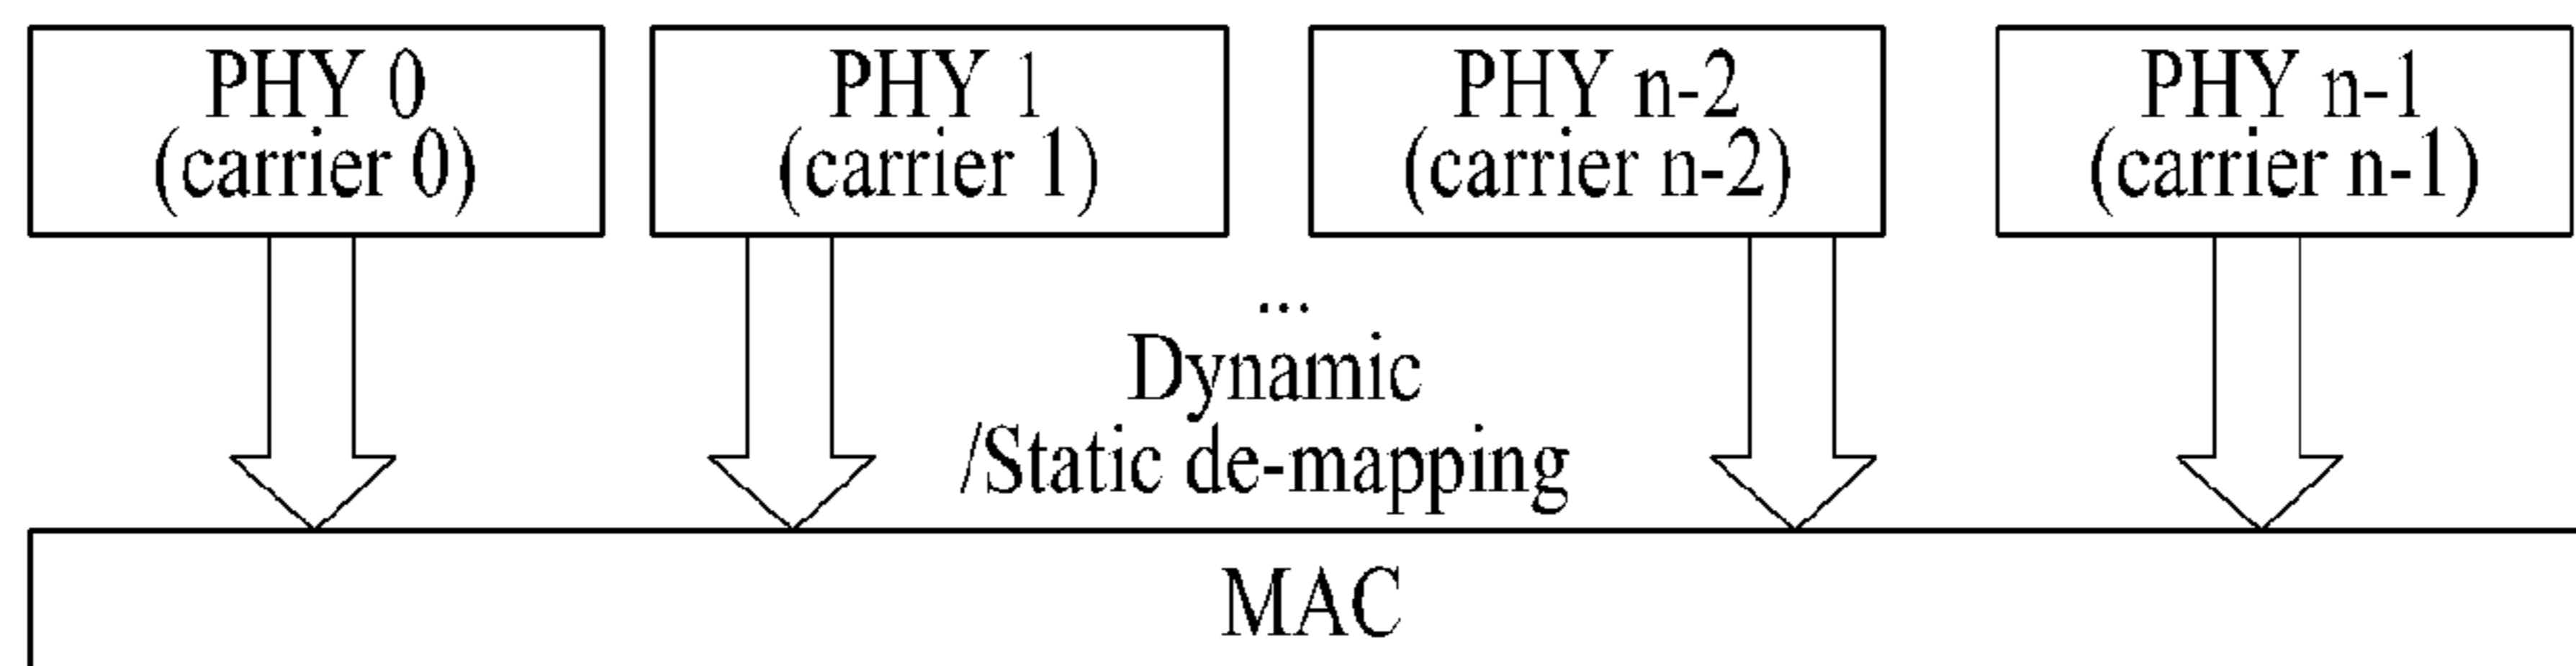 PHY 0
(carrier 0)
PHY 1
(carrier 1)
PHY n-2
(carrier n-2)
PHY n-1
(carrier n-1)
...
Dynamic
/Static de-mapping
MAC